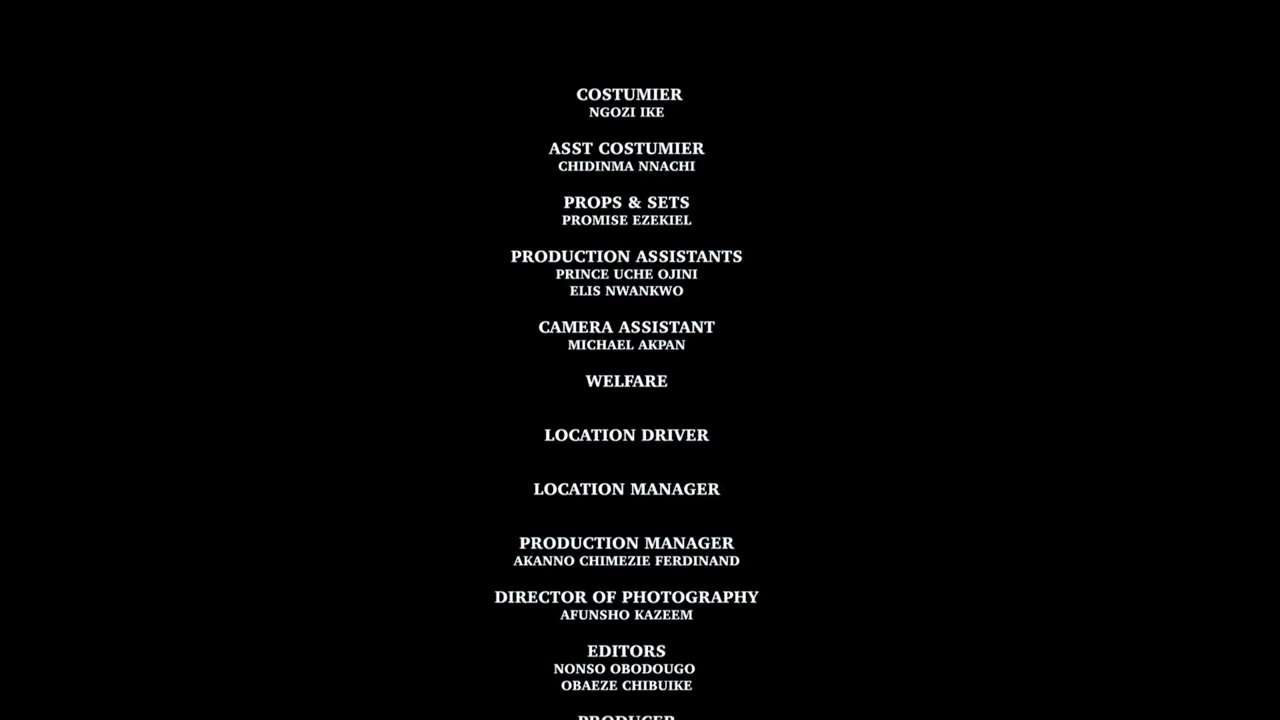 COSTUMIER
NGOZI IKE
ASST COSTUMIER
CHIDINMA NNACHI
PROPS & SETS
PROMISE EZEKIEL
PRODUCTION ASSISTANTS
PRINCE UCHE OJINI
ELIS NWANKWO
CAMERA ASSISTANT
MICHAEL AKPAN
WELFARE
LOCATION DRIVER
LOCATION MANAGER
PRODUCTION MANAGER
AKANNO CHIMEZIE FERDINAND
DIRECTOR OF PHOTOGRAPHY
AFUNSHO KAZEEM
EDITORS
NONSO OBODOUGO
OBAEZE CHIBUIKE
PRODUCER